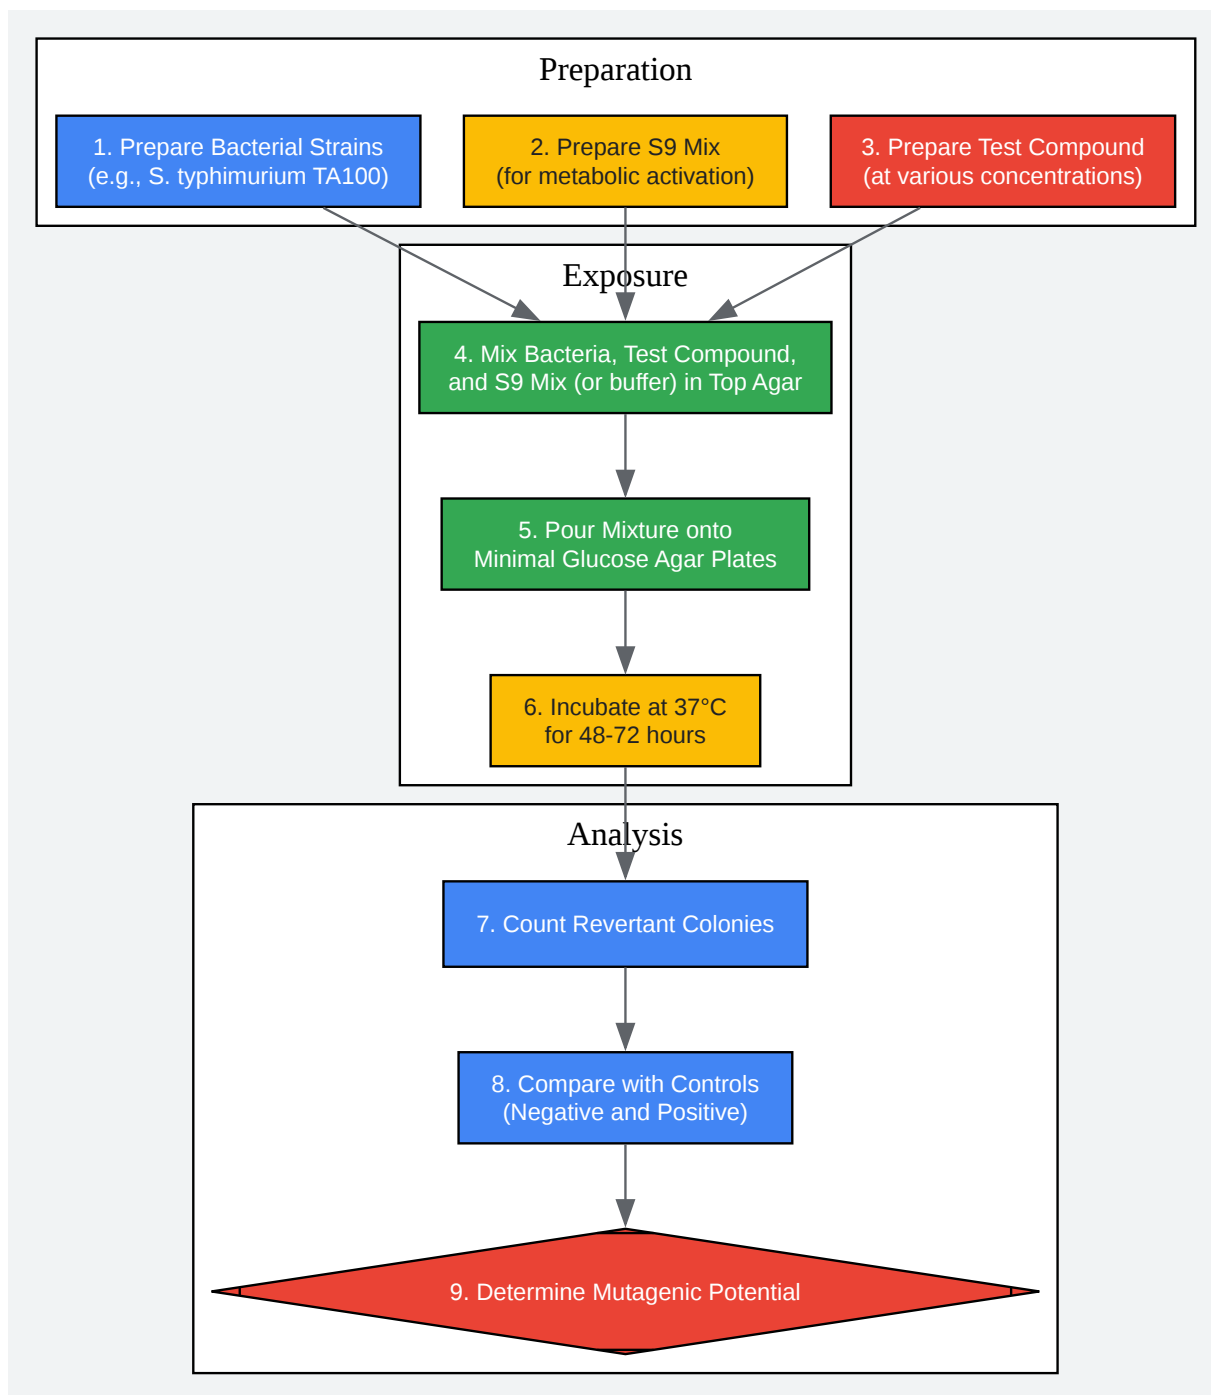 Preparation
1. Prepare Bacterial Strains
(e.g., S. typhimurium TA100)
2. Prepare S9 Mix
(for metabolic activation)
3. Prepare Test Compound
(at various concentrations)
Exposure
4. Mix Bacteria, Test Compound,
and S9 Mix (or buffer) in Top Agar
5. Pour Mixture onto
Minimal Glucose Agar Plates
6. Incubate at 37°C
for 48-72 hours
Analysis
7. Count Revertant Colonies
8. Compare with Controls
(Negative and Positive)
9. Determine Mutagenic Potential